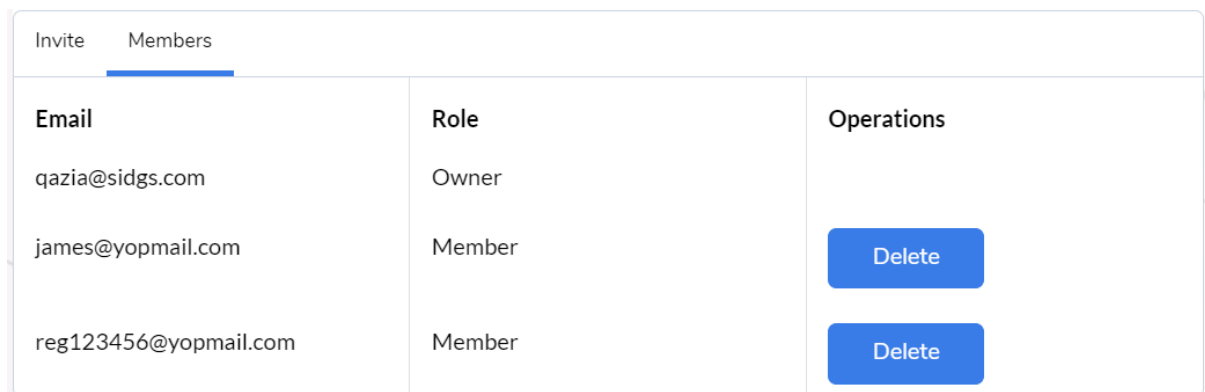 Invite Members
Email Role Operations
qazia@sidgs.com Owner
james@yopmail.com Member Delete
reg123456@yopmail.com Member Delete